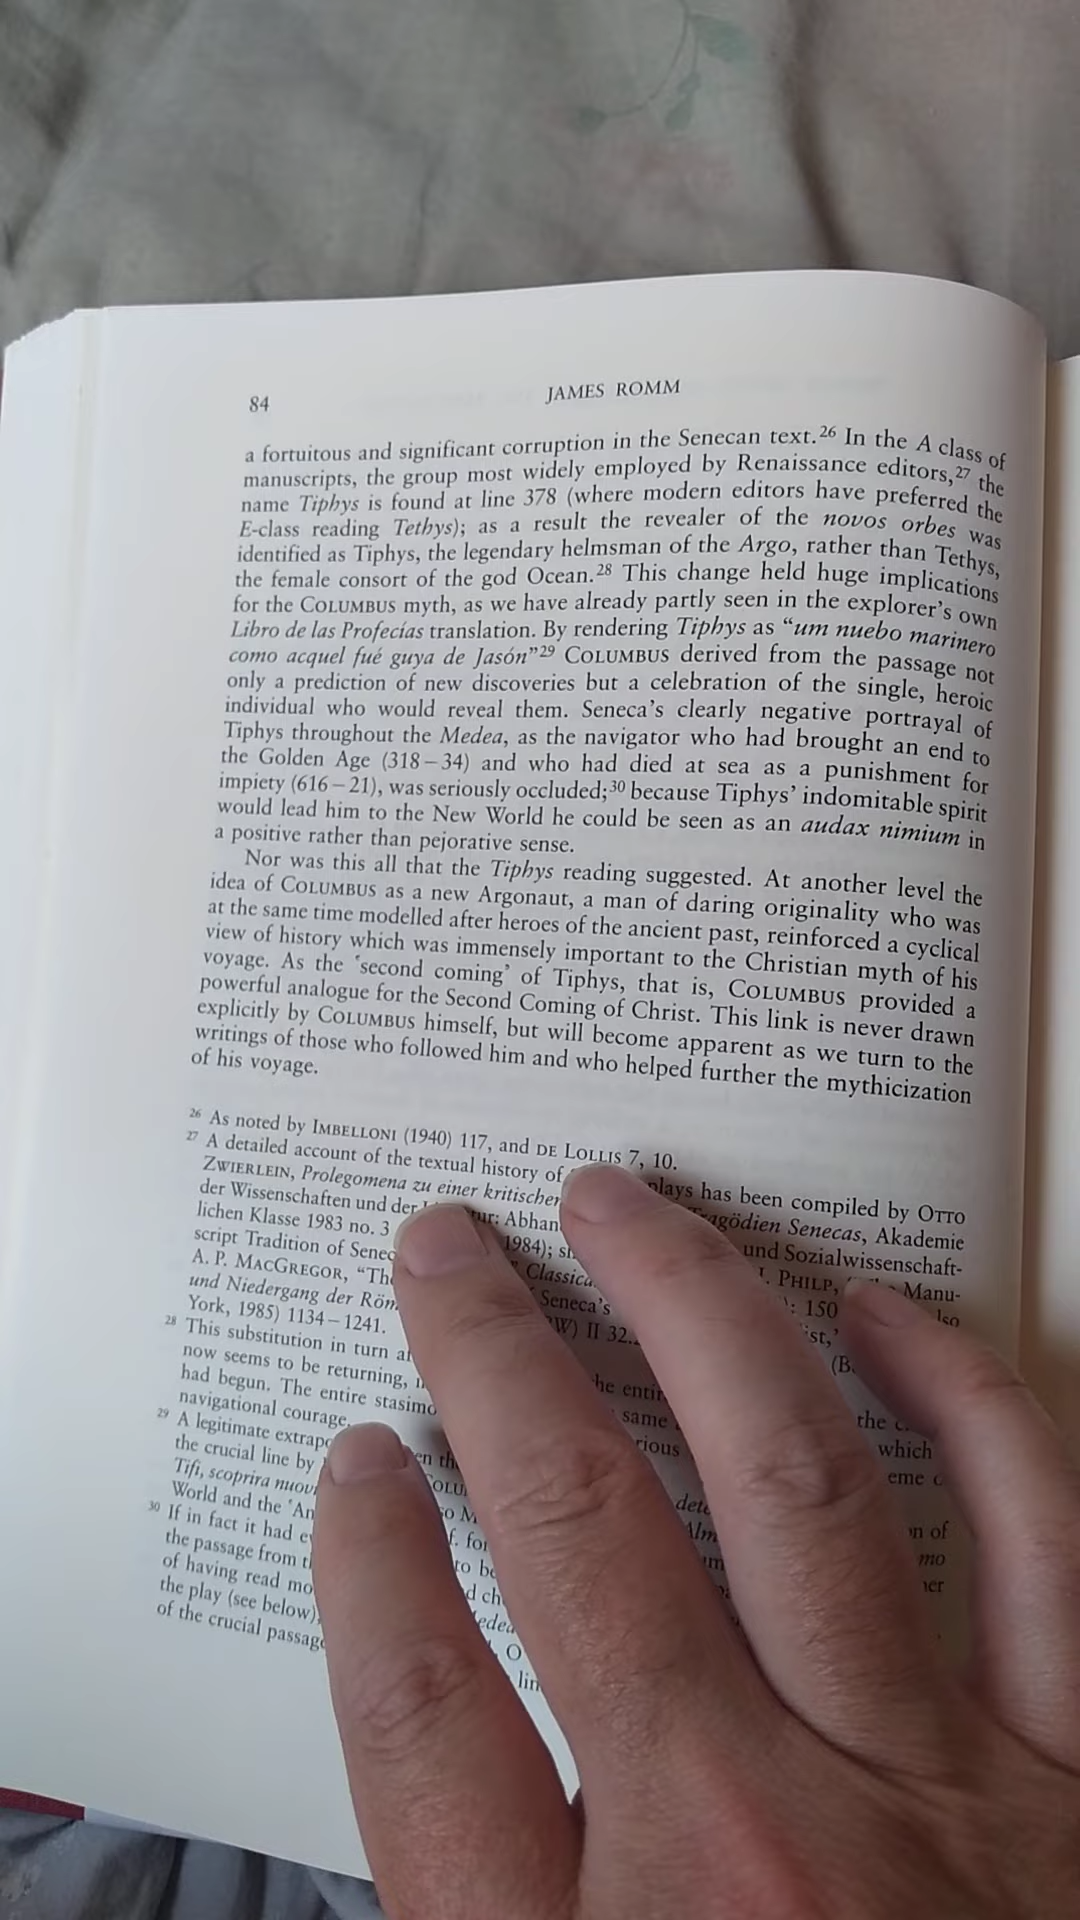 84
JAMES ROMM
a fortuitous and significant corruption in the Senecan text.26 In the A class of
manuscripts, the group most widely employed by Renaissance editors,27 the
name Tiphys is found at line 378 (where modern editors have preferred the
E-class reading Tethys); as a result the revealer of the novos orbes was
identified as Tiphys, the legendary helmsman of the Argo, rather than Tethys,
the female consort of the god Ocean.28 This change held huge implications
for the COLUMBUS myth, as we have already partly seen in the explorer's own
Libro de las Profecías translation. By rendering Tiphys as “um nuebo marinero
como acquel fué guya de Jasón”29 COLUMBUS derived from the passage not
only a prediction of new discoveries but a celebration of the single, heroic
individual who would reveal them. Seneca's clearly negative portrayal of
Tiphys throughout the Medea, as the navigator who had brought an end to
the Golden Age (318–34) and who had died at sea as a punishment for
impiety (616–21), was seriously occluded;30 because Tiphys' indomitable spirit
would lead him to the New World he could be seen as an audax nimium in
a positive rather than pejorative sense.
Nor was this all that the Tiphys reading suggested. At another level the
idea of COLUMBUS as a new Argonaut, a man of daring originality who was
at the same time modelled after heroes of the ancient past, reinforced a cyclical
view of history which was immensely important to the Christian myth of his
voyage. As the ‘second coming’ of Tiphys, that is, COLUMBUS provided a
powerful analogue for the Second Coming of Christ. This link is never drawn
explicitly by COLUMBUS himself, but will become apparent as we turn to the
writings of those who followed him and who helped further the mythicization
of his voyage.
26 As noted by IMBELLONI (1940) 117, and DE LOLLIS 7, 10.
27 A detailed account of the textual history of plays has been compiled by OTTO
ZWIERLEIN, Prolegomena zu einer kritischen Tragödien Senecas, Akademie
der Wissenschaften und der Abhan und Sozialwissenschaft-
lichen Klasse 1983 no. 3 1984); PHILP, Manu-
script Tradition of Senec Classica 150 also
A. P. MACGREGOR, “Th Seneca's
und Niedergang der Röm W) II 32.
York, 1985) 1134–1241.
28 This substitution in turn the
now seems to be returning, same which
had begun. The entire stasimo
navigational courage.
29 A legitimate extrapo
the crucial line by
Tifi, scoprira nuov
World and the ‘An
30 If in fact it had
the passage from
of having read
the play (see below),
of the crucial passage